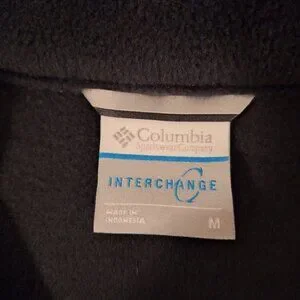 Columbia
Sportswear Company
INTERCHANGE
MADE IN
INDONESIA
M